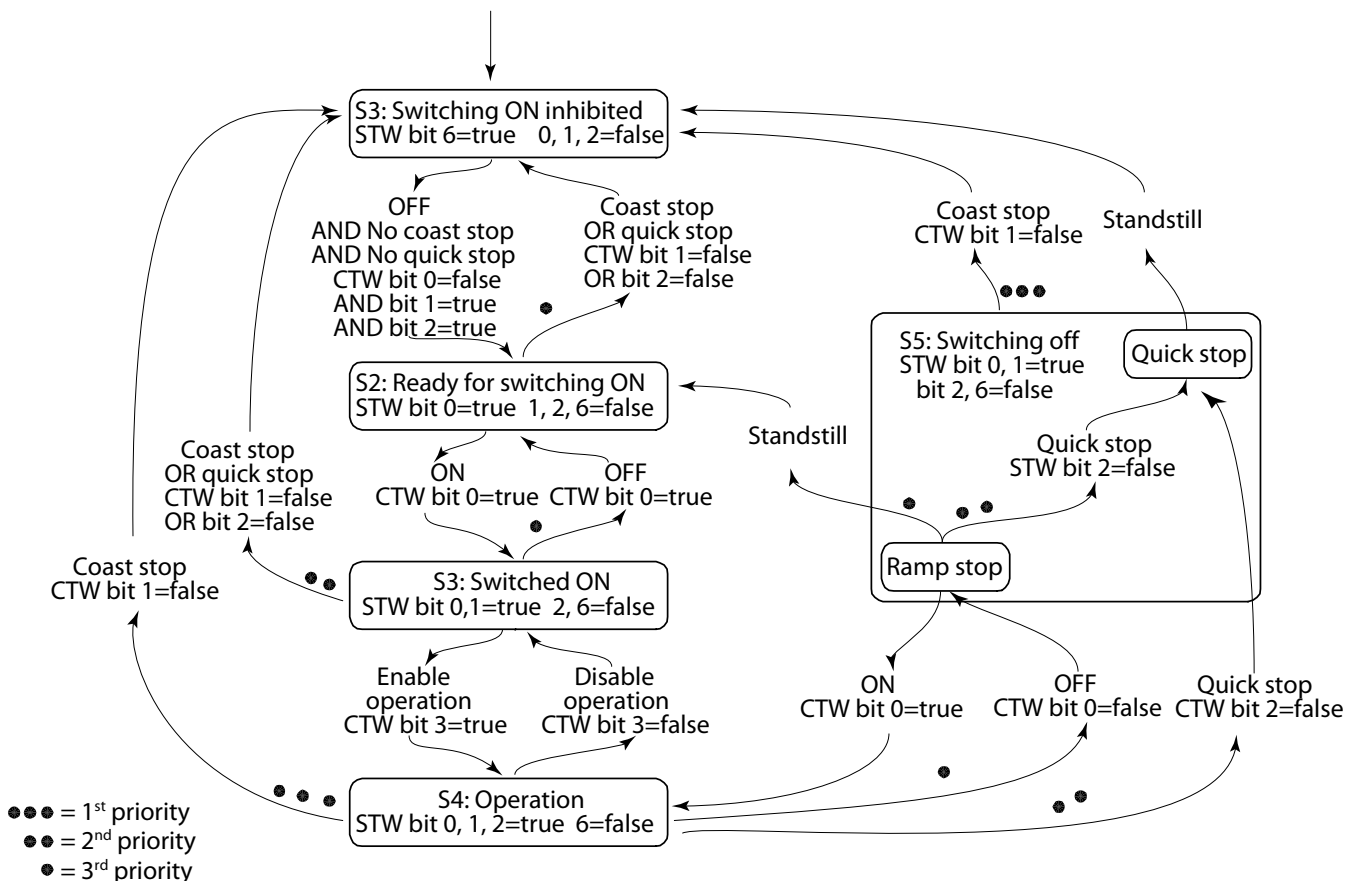 S3: Switching ON inhibited
STW bit 6=true 0, 1, 2=false
OFF
AND No coast stop
AND No quick stop
CTW bit 0=false
AND bit 1=true
AND bit 2=true
Coast stop
OR quick stop
CTW bit 1=false
OR bit 2=false
Coast stop
CTW bit 1=false
Standstill
S5: Switching off
STW bit 0, 1=true
bit 2, 6=false
Quick stop
S2: Ready for switching ON
STW bit 0=true 1, 2, 6=false
Standstill
Quick stop
STW bit 2=false
Coast stop
OR quick stop
CTW bit 1=false
OR bit 2=false
ON
CTW bit 0=true
OFF
CTW bit 0=true
Ramp stop
Coast stop
CTW bit 1=false
S3: Switched ON
STW bit 0,1=true 2, 6=false
Enable
operation
CTW bit 3=true
Disable
operation
CTW bit 3=false
ON
CTW bit 0=true
OFF
CTW bit 0=false
Quick stop
CTW bit 2=false
S4: Operation
STW bit 0, 1, 2=true 6=false
= 1st priority
= 2nd priority
= 3rd priority